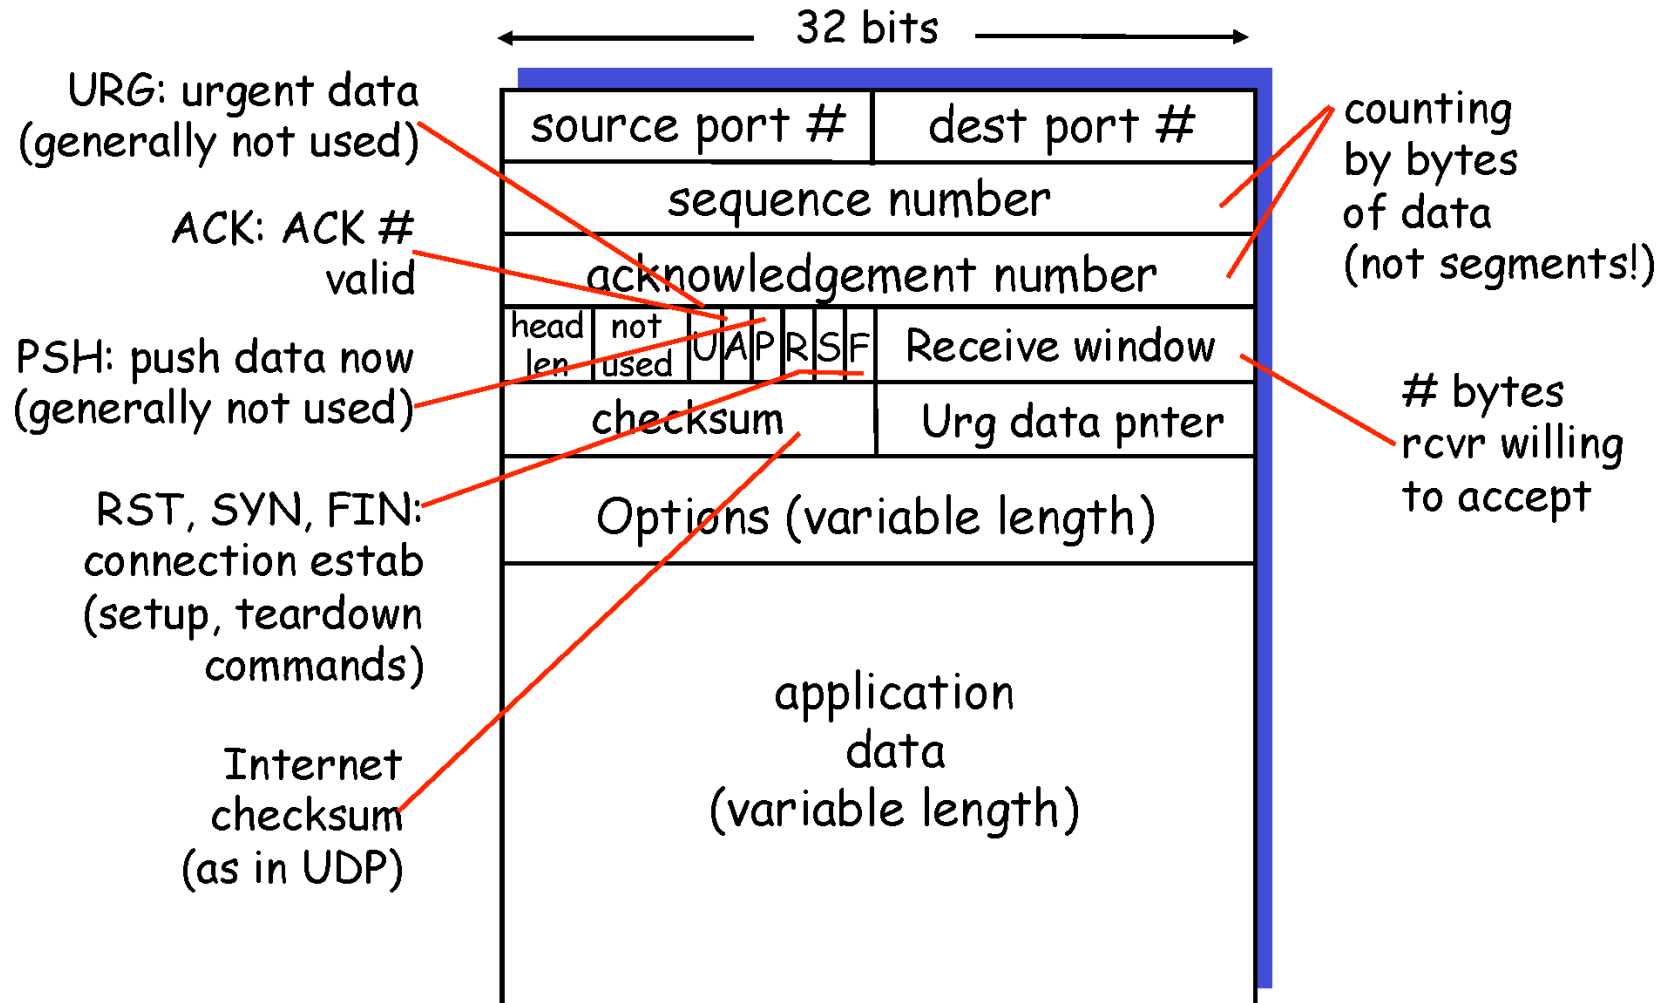 32 bits
URG: urgent data
(generally not used)
ACK: ACK #
valid
PSH: push data now
(generally not used)
RST, SYN, FIN:
connection estab
(setup, teardown
commands)
Internet
checksum
(as in UDP)
source port #
dest port #
sequence number
acknowledgement number
head
len
not
used
U
A
P
R
S
F
Receive window
checksum
Urg data pnter
Options (variable length)
application
data
(variable length)
counting
by bytes
of data
(not segments!)
# bytes
rcvr willing
to accept